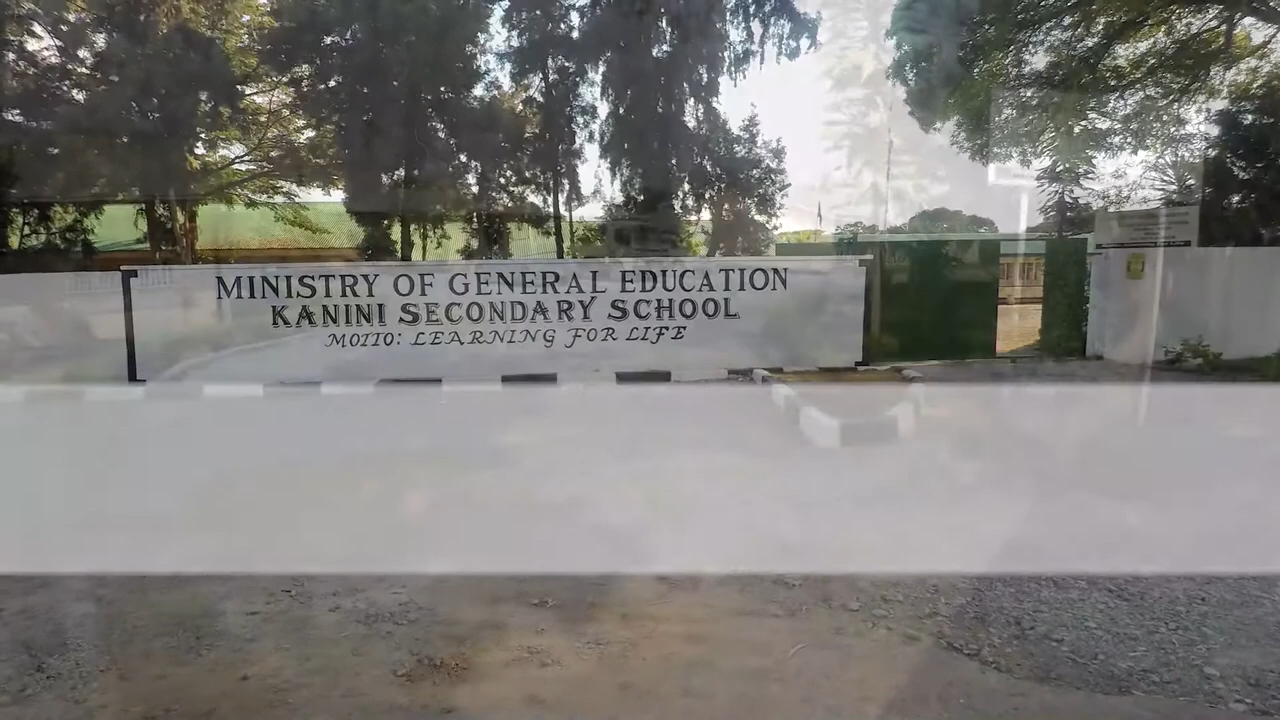 MINISTRY OF GENERAL EDUCATION
KANINI SECONDARY SCHOOL
MOTTO: LEARNING FOR LIFE